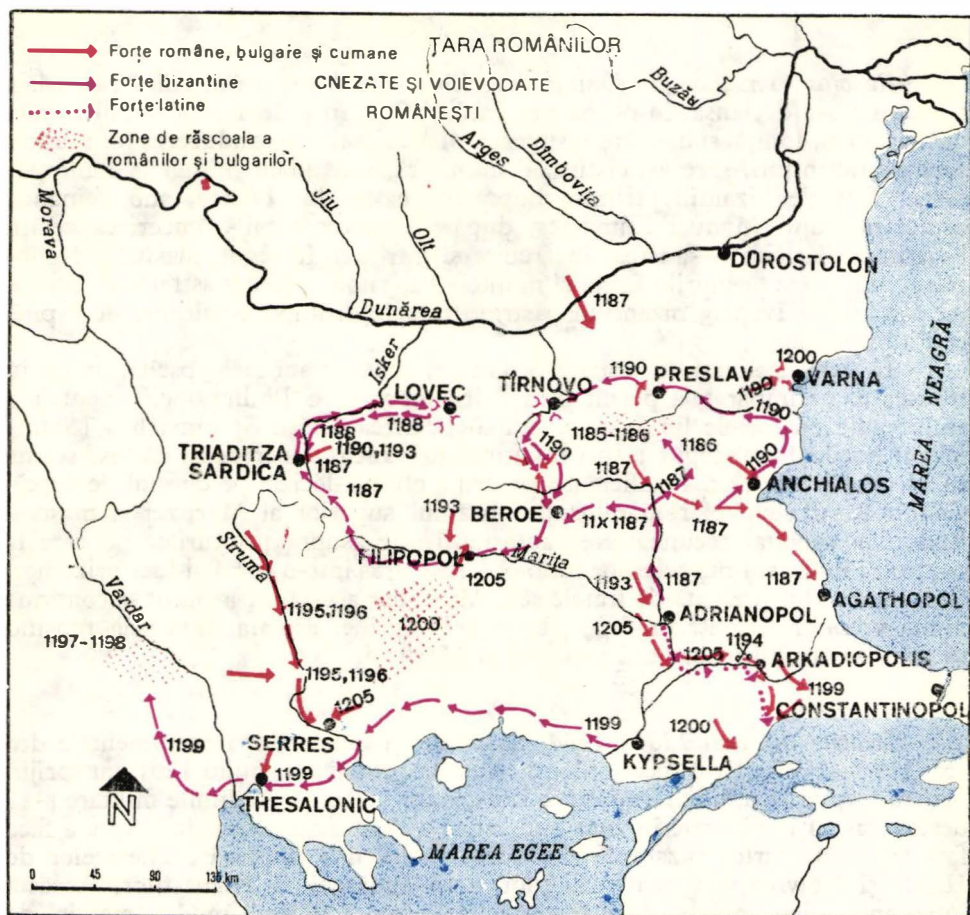 Forțe române, bulgare și cumane
Forțe bizantine
Forțe latine
Zone de răscoala a
românilor și bulgarilor
ȚARA ROMÂNILOR
CNEZATE ȘI VOIEVODATE
ROMÂNEȘTI
Buzău
Dîmbovița
Argeș
Olt
Jiu
Morava
Dunărea
DUROSTOLON
1187
Isker
LOVEC
TÎRNOVO
1190
PRESLAV
1200
VARNA
1190
1190
MAREA NEAGRĂ
1188
1188
1190,1193
TRIADITZA
SARDICA
1187
1185-1186
1186
1190
1187
1187
1190
ANCHIALOS
1187
1187
1193
BEROE
11x1187
FILIPOPOL
Marița
1205
Struma
1193
1187
1187
AGATHOPOL
ADRIANOPOL
1205
1195,1196
1200
Vardar
1197-1198
1194
1205
ARKADIOPOLIS
1195,1196
1199
CONSTANTINOPOL
1205
1199
1200
SERRES
KYPSELLA
1199
1199
THESALONIC
N
MAREA EGEE
0 45 90 135 km